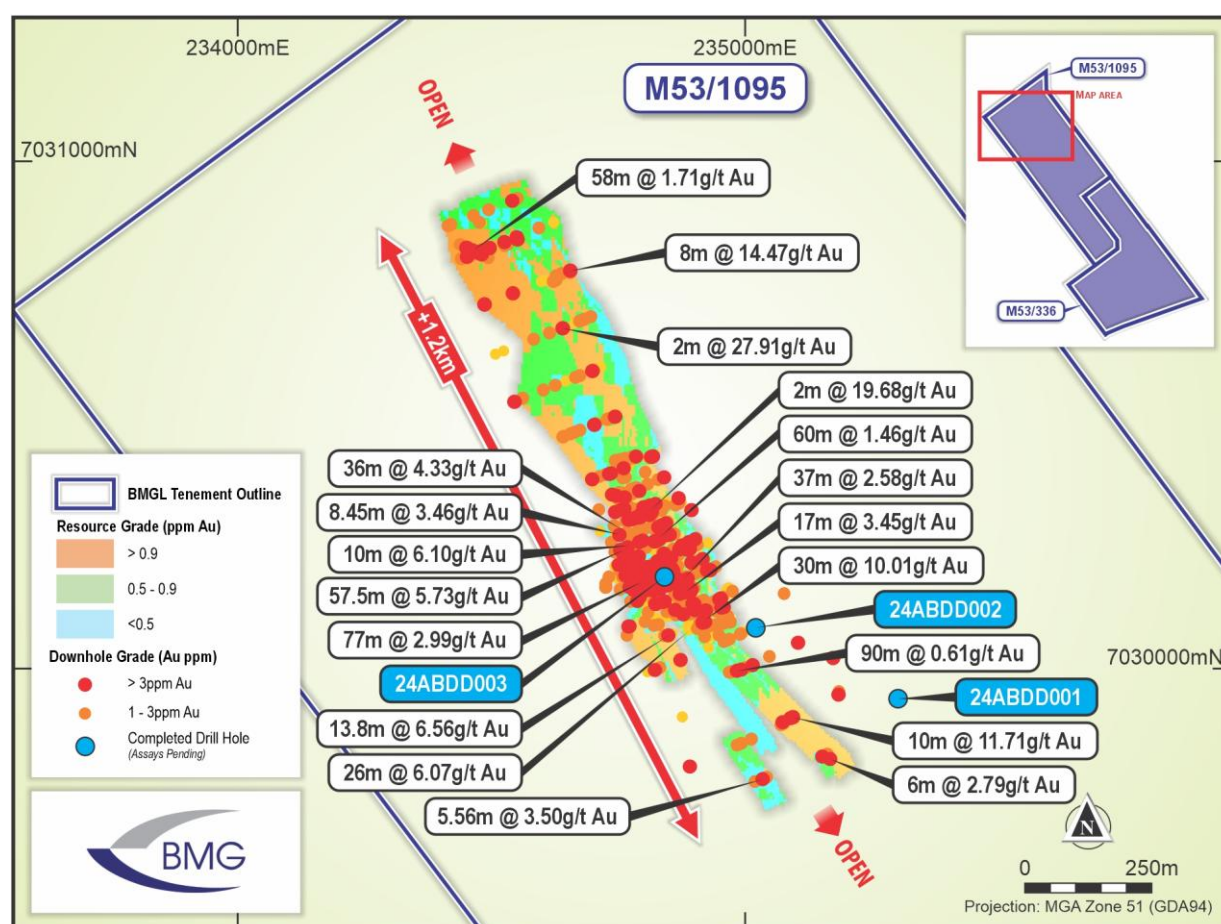 234000mE
235000mE
M53/1095
M53/1095
MAP AREA
OPEN
7031000mN
58m @ 1.71g/t Au
8m @ 14.47g/t Au
M53/336
+1.2km
2m @ 27.91g/t Au
2m @ 19.68g/t Au
60m @ 1.46g/t Au
36m @ 4.33g/t Au
37m @ 2.58g/t Au
8.45m @ 3.46g/t Au
17m @ 3.45g/t Au
10m @ 6.10g/t Au
30m @ 10.01g/t Au
57.5m @ 5.73g/t Au
24ABDD002
77m @ 2.99g/t Au
90m @ 0.61g/t Au
7030000mN
24ABDD003
24ABDD001
13.8m @ 6.56g/t Au
10m @ 11.71g/t Au
26m @ 6.07g/t Au
6m @ 2.79g/t Au
5.56m @ 3.50g/t Au
OPEN
BMGL Tenement Outline
Resource Grade (ppm Au)
> 0.9
0.5 - 0.9
<0.5
Downhole Grade (Au ppm)
> 3ppm Au
1 - 3ppm Au
Completed Drill Hole
(Assays Pending)
BMG
N
0 250m
Projection: MGA Zone 51 (GDA94)